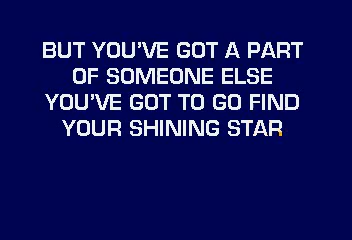 BUT YOU'VE GOT A PART
OF SOMEONE ELSE
YOU'VE GOT TO GO FIND
YOUR SHINING STAR